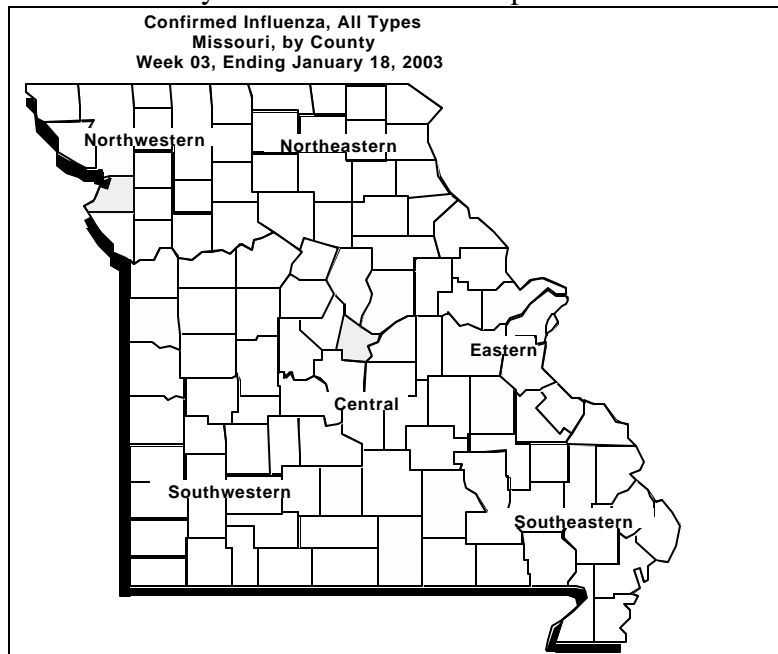 Confirmed Influenza, All Types
Missouri, by County
Week 03, Ending January 18, 2003
Northwestern
Northeastern
Eastern
Central
Southwestern
Southeastern